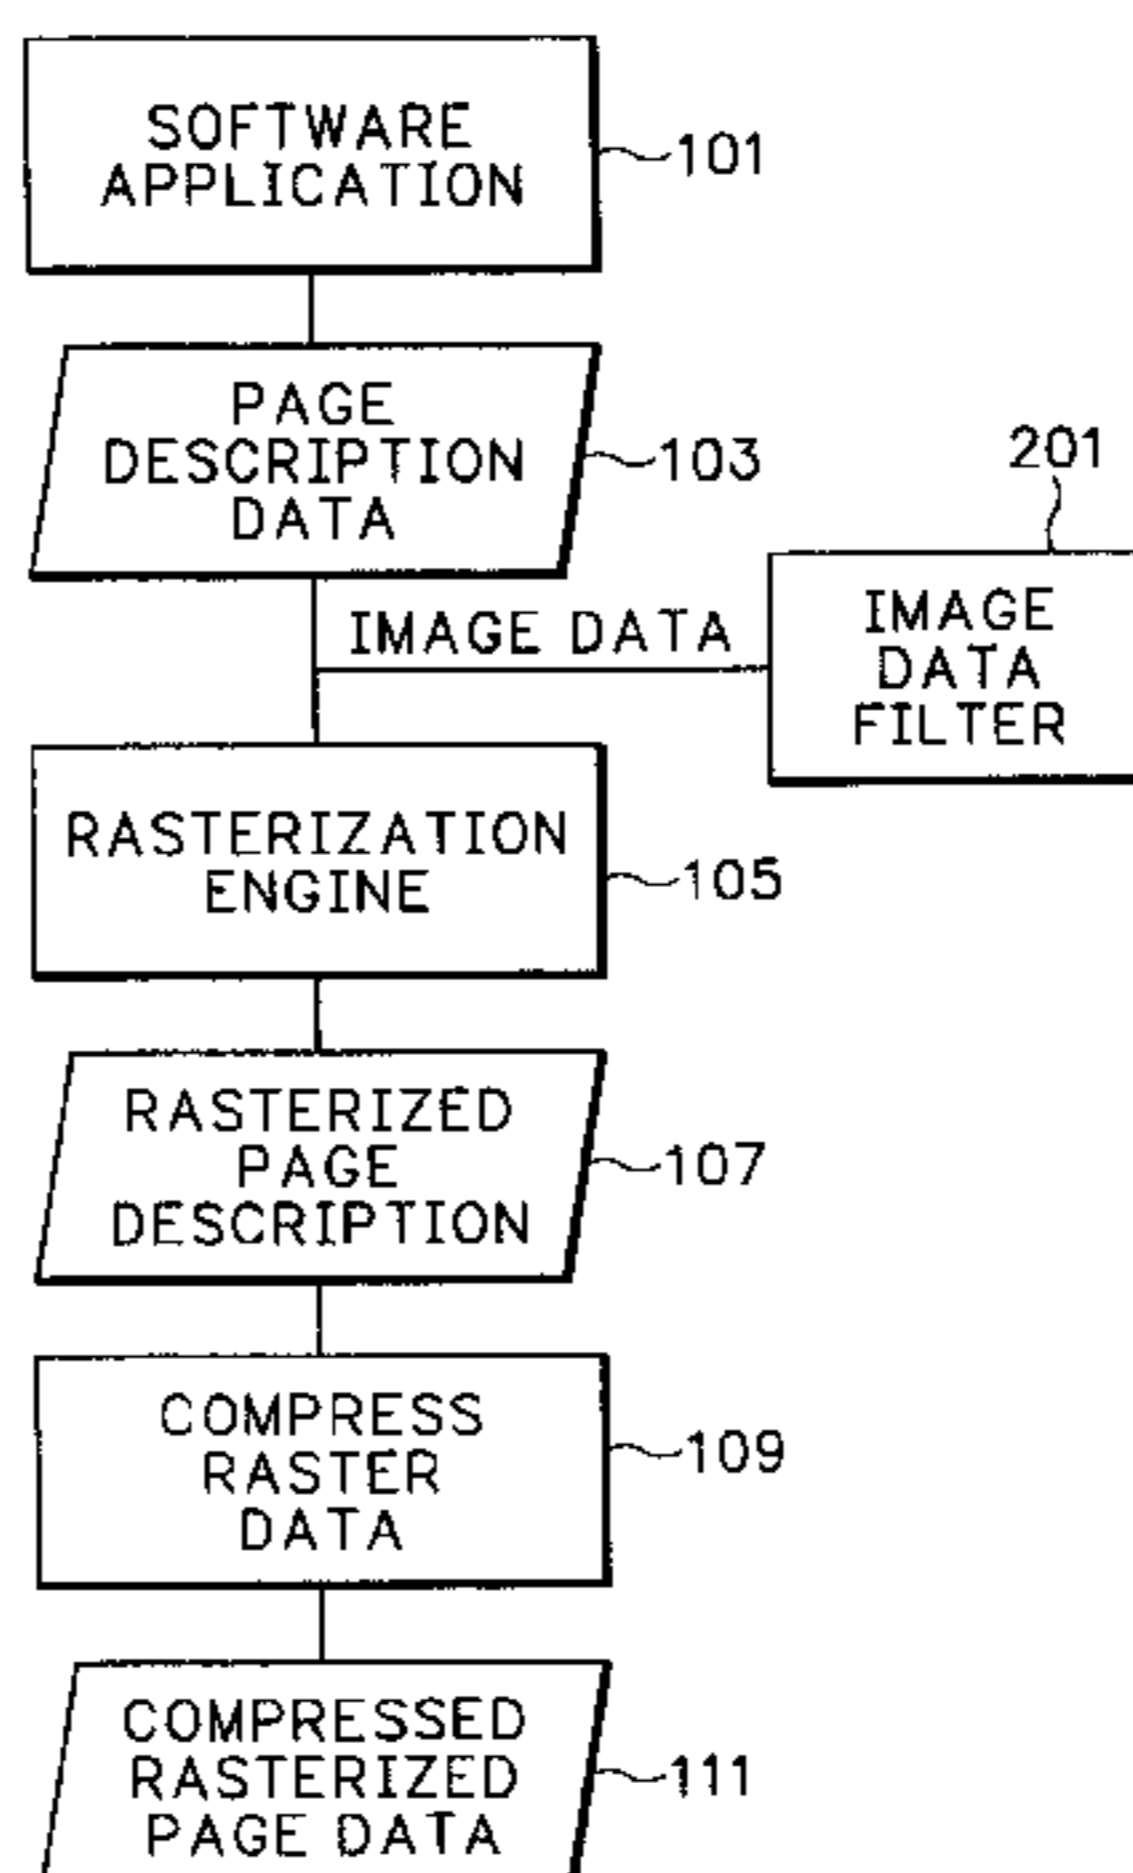 SOFTWARE
APPLICATION
101
PAGE
DESCRIPTION
DATA
103
201
IMAGE DATA
IMAGE
DATA
FILTER
RASTERIZATION
ENGINE
105
RASTERIZED
PAGE
DESCRIPTION
107
COMPRESS
RASTER
DATA
109
COMPRESSED
RASTERIZED
PAGE DATA
111